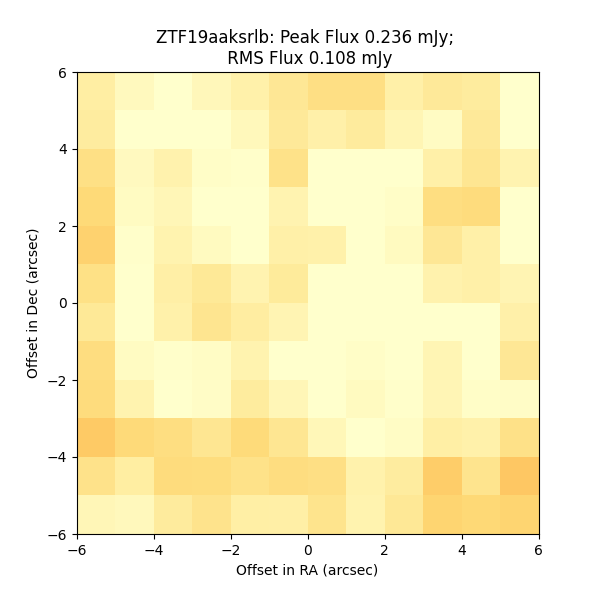 ZTF19aaksrlb: Peak Flux 0.236 mJy;
RMS Flux 0.108 mJy
6
4
2
0
−2
−4
−6
Offset in Dec (arcsec)
−6 −4 −2 0 2 4 6
Offset in RA (arcsec)